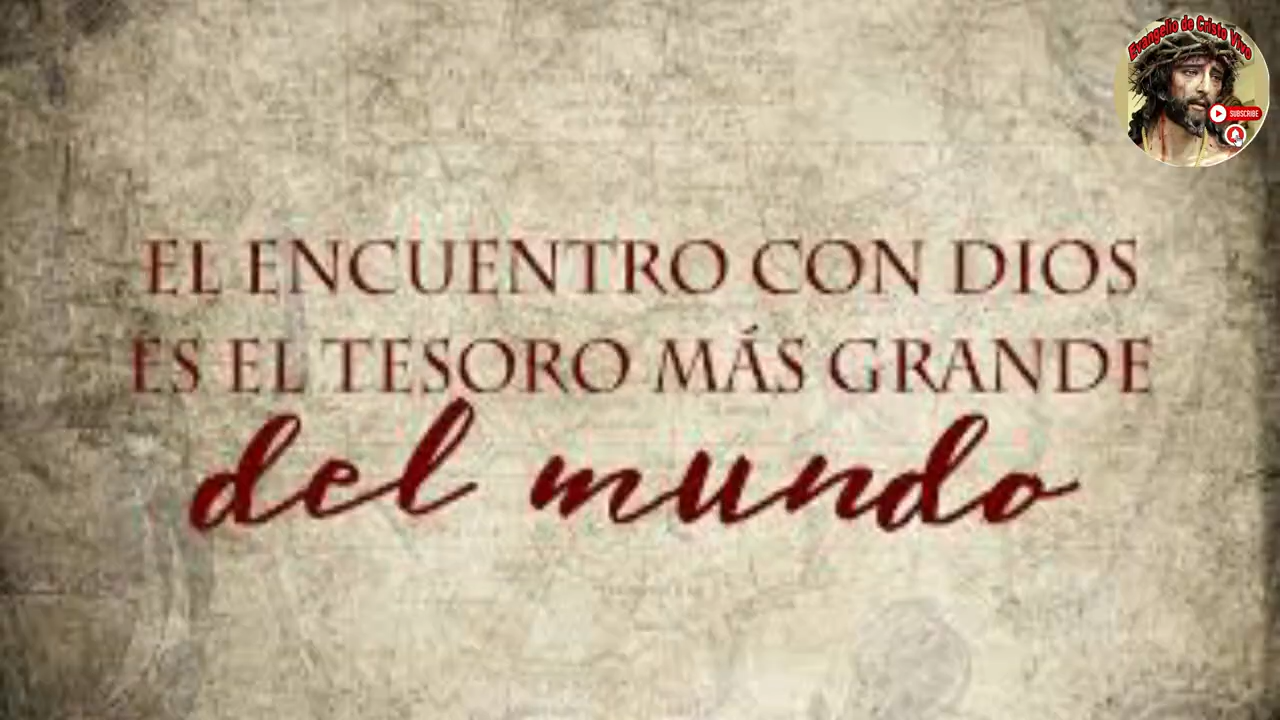 Evangelio de Cristo Vivo
SUBSCRIBE
EL ENCUENTRO CON DIOS
ES EL TESORO MÁS GRANDE
del mundo